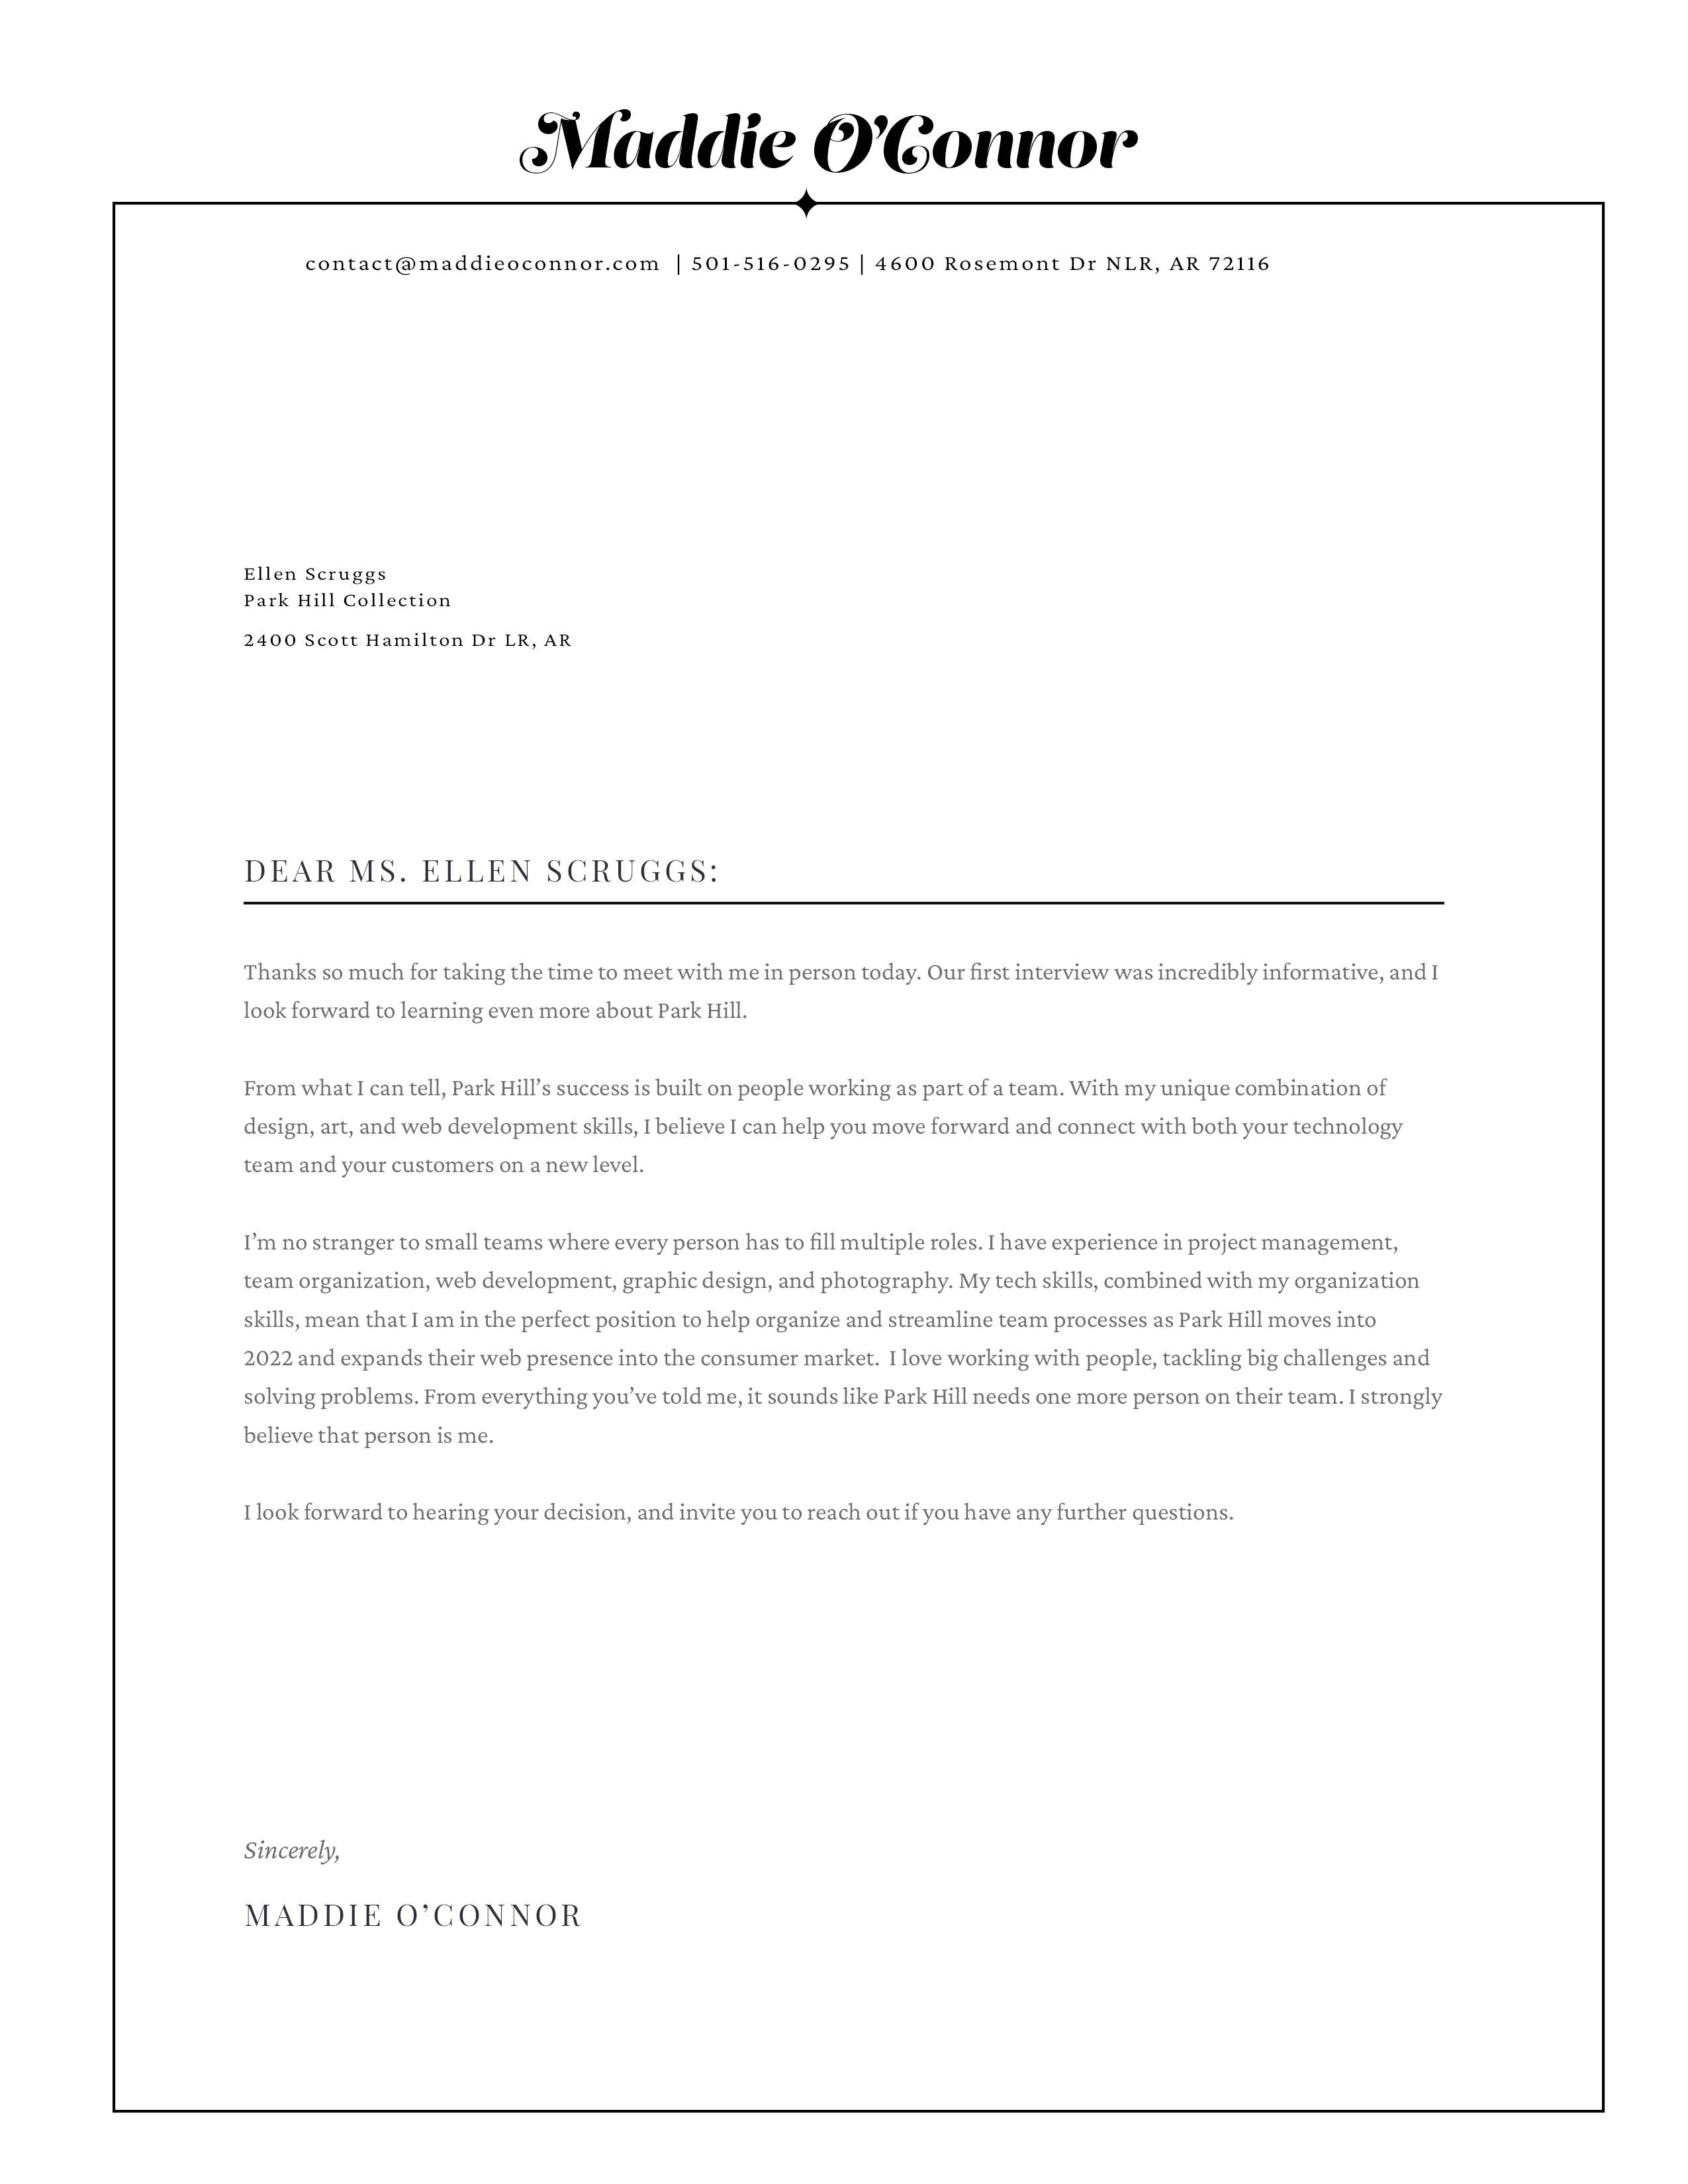 Maddie O’Connor
contact@maddieoconnor.com | 501-516-0295 | 4600 Rosemont Dr NLR, AR 72116
Ellen Scruggs
Park Hill Collection
2400 Scott Hamilton Dr LR, AR
DEAR MS. ELLEN SCRUGGS:
Thanks so much for taking the time to meet with me in person today. Our first interview was incredibly informative, and I
look forward to learning even more about Park Hill.
From what I can tell, Park Hill’s success is built on people working as part of a team. With my unique combination of
design, art, and web development skills, I believe I can help you move forward and connect with both your technology
team and your customers on a new level.
I’m no stranger to small teams where every person has to fill multiple roles. I have experience in project management,
team organization, web development, graphic design, and photography. My tech skills, combined with my organization
skills, mean that I am in the perfect position to help organize and streamline team processes as Park Hill moves into
2022 and expands their web presence into the consumer market.  I love working with people, tackling big challenges and
solving problems. From everything you’ve told me, it sounds like Park Hill needs one more person on their team. I strongly
believe that person is me.
I look forward to hearing your decision, and invite you to reach out if you have any further questions.
Sincerely,
MADDIE O’CONNOR